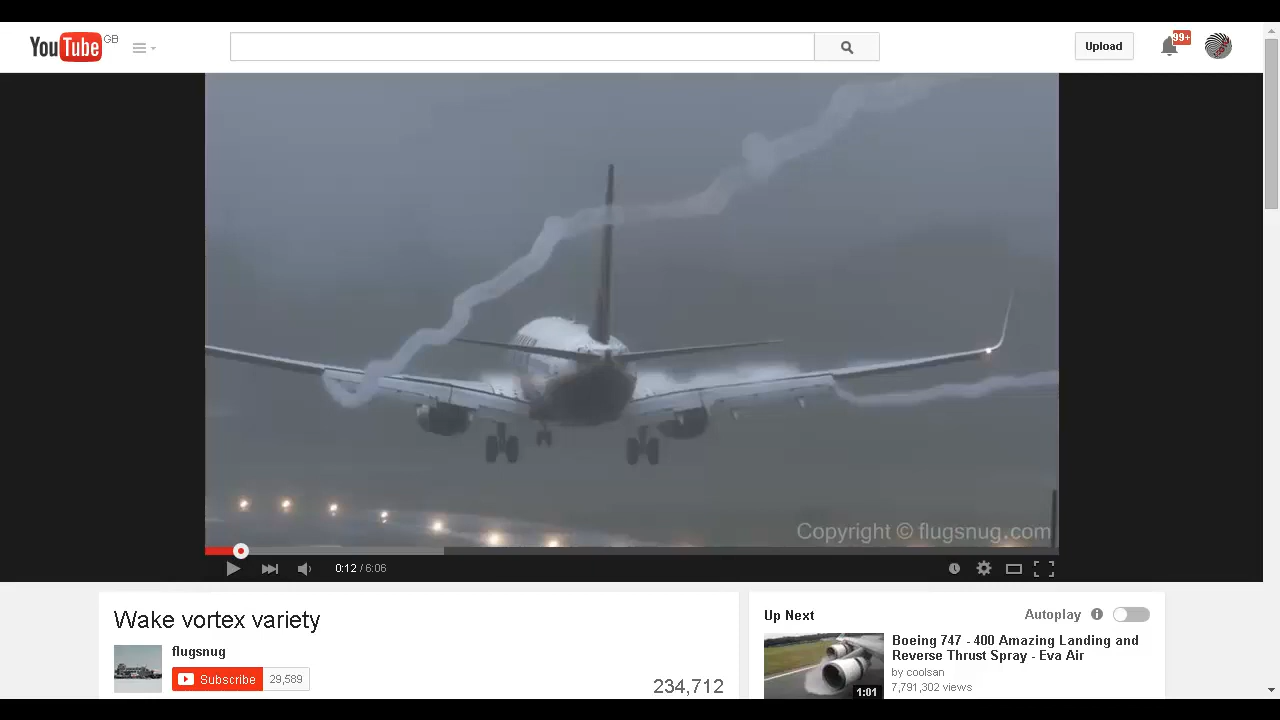 YouTube GB
Upload
99+
Copyright © flugsnug.com
0:12 / 6:06
Wake vortex variety
flugsnug
Subscribe 29,589
234,712
Up Next
Autoplay
Boeing 747 - 400 Amazing Landing and
Reverse Thrust Spray - Eva Air
by coolsan
7,791,302 views
1:01